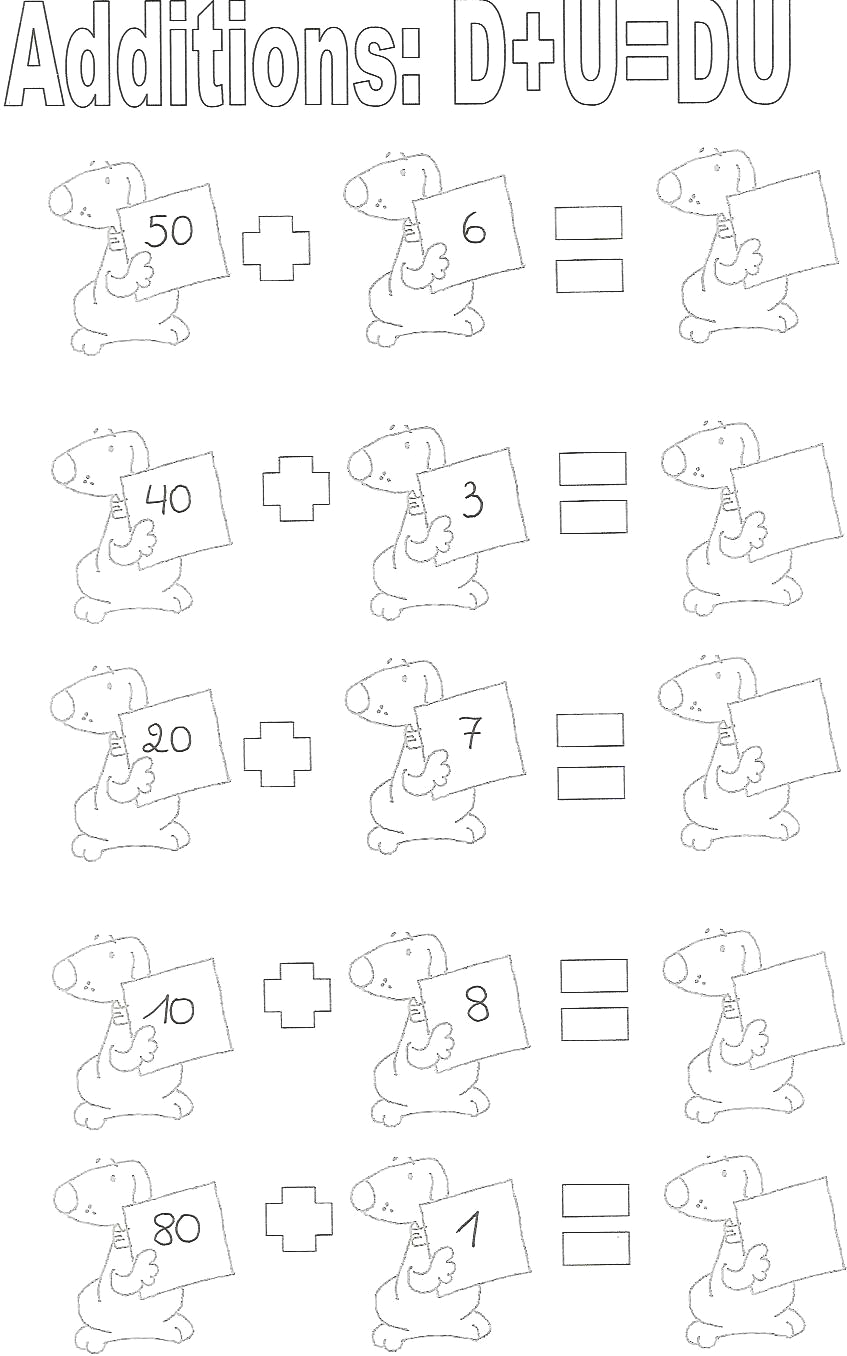 Additions: D+U=DU
50 + 6 =
40 + 3 =
20 + 7 =
10 + 8 =
80 + 1 =